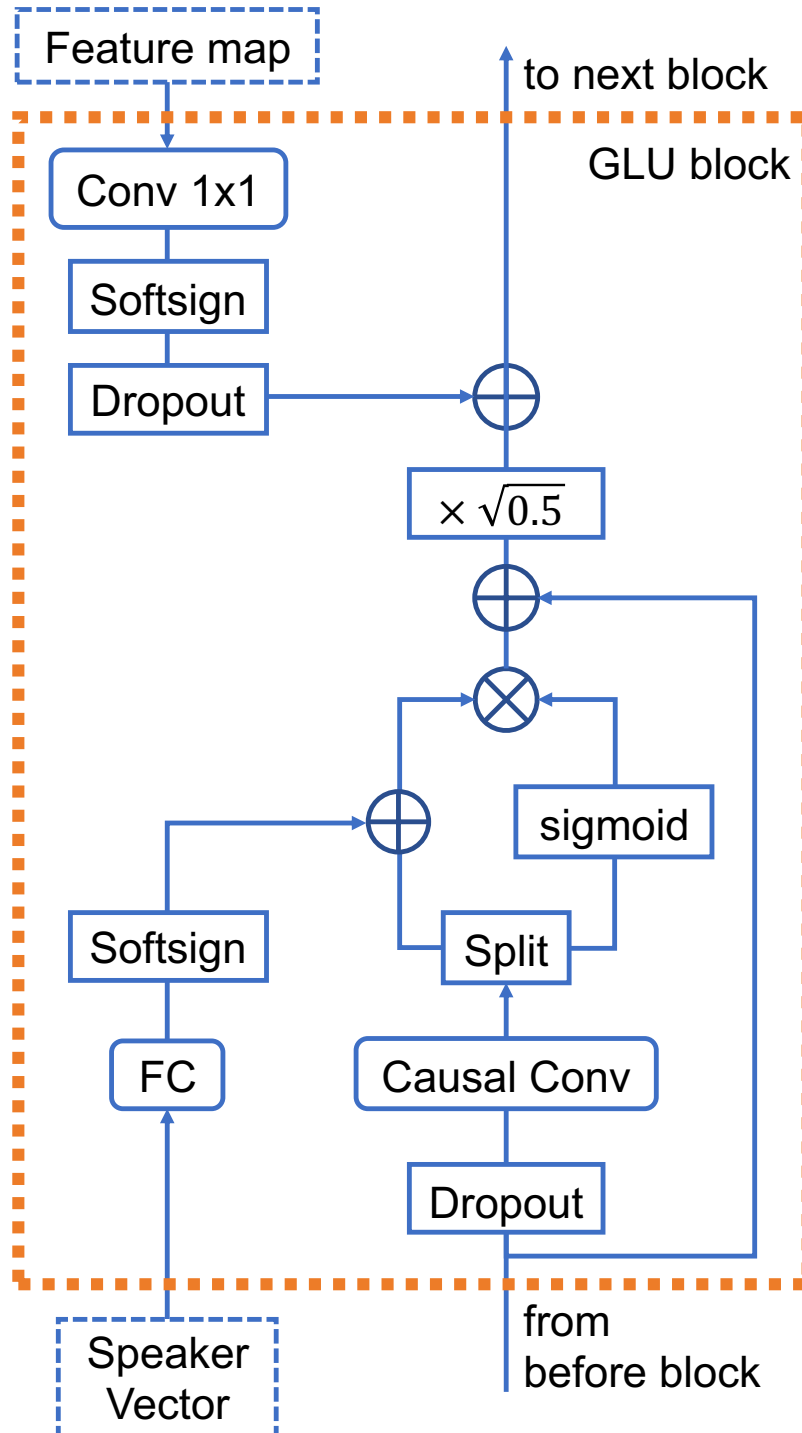 Feature map
to next block
GLU block
Conv 1x1
Softsign
Dropout
× √0.5
sigmoid
Softsign
Split
FC
Causal Conv
Dropout
from
before block
Speaker
Vector